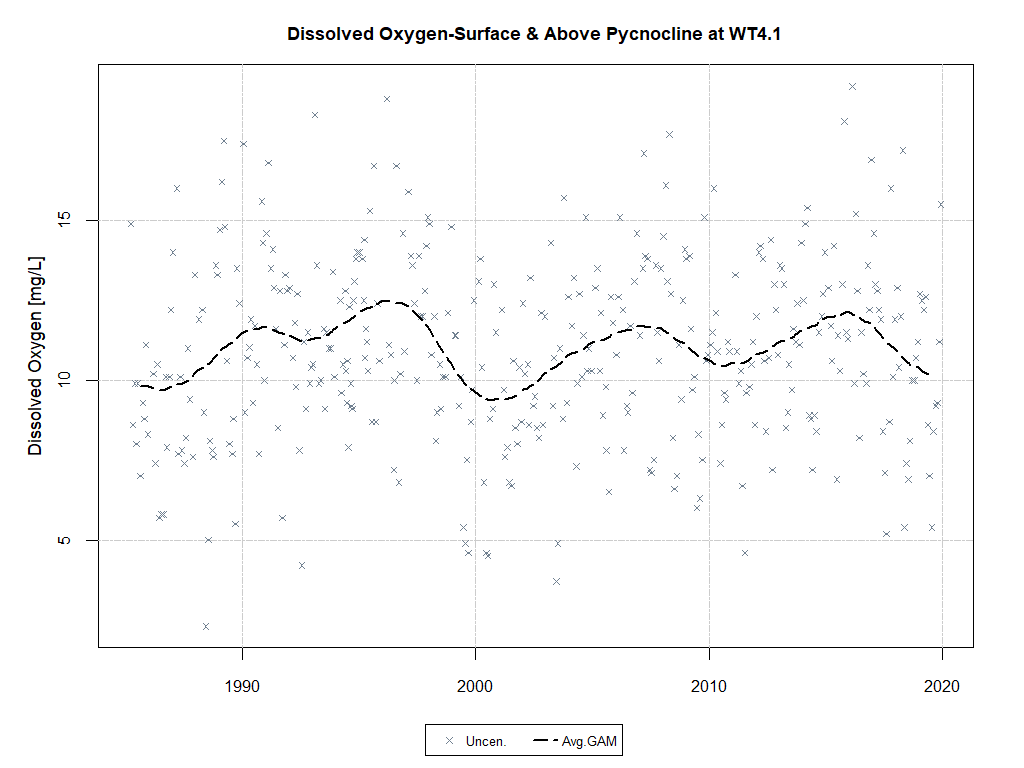 Dissolved Oxygen-Surface & Above Pycnocline at WT4.1
Dissolved Oxygen [mg/L]
15
10
5
1990 2000 2010 2020
Uncen. Avg.GAM